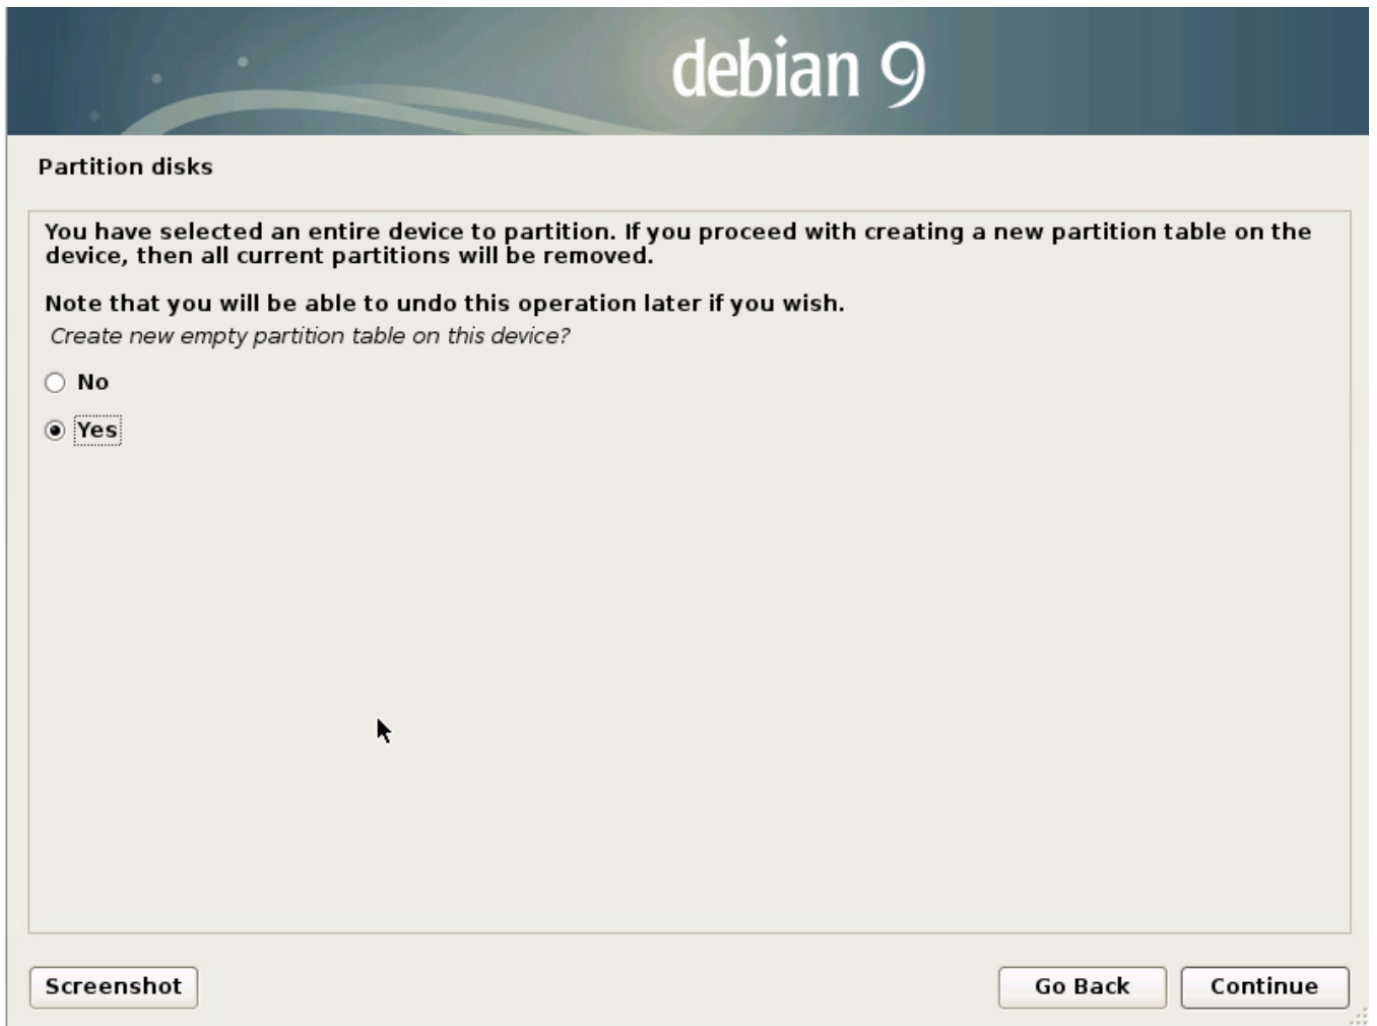 debian 9
Partition disks
You have selected an entire device to partition. If you proceed with creating a new partition table on the
device, then all current partitions will be removed.
Note that you will be able to undo this operation later if you wish.
Create new empty partition table on this device?
No
Yes
Screenshot
Go Back
Continue